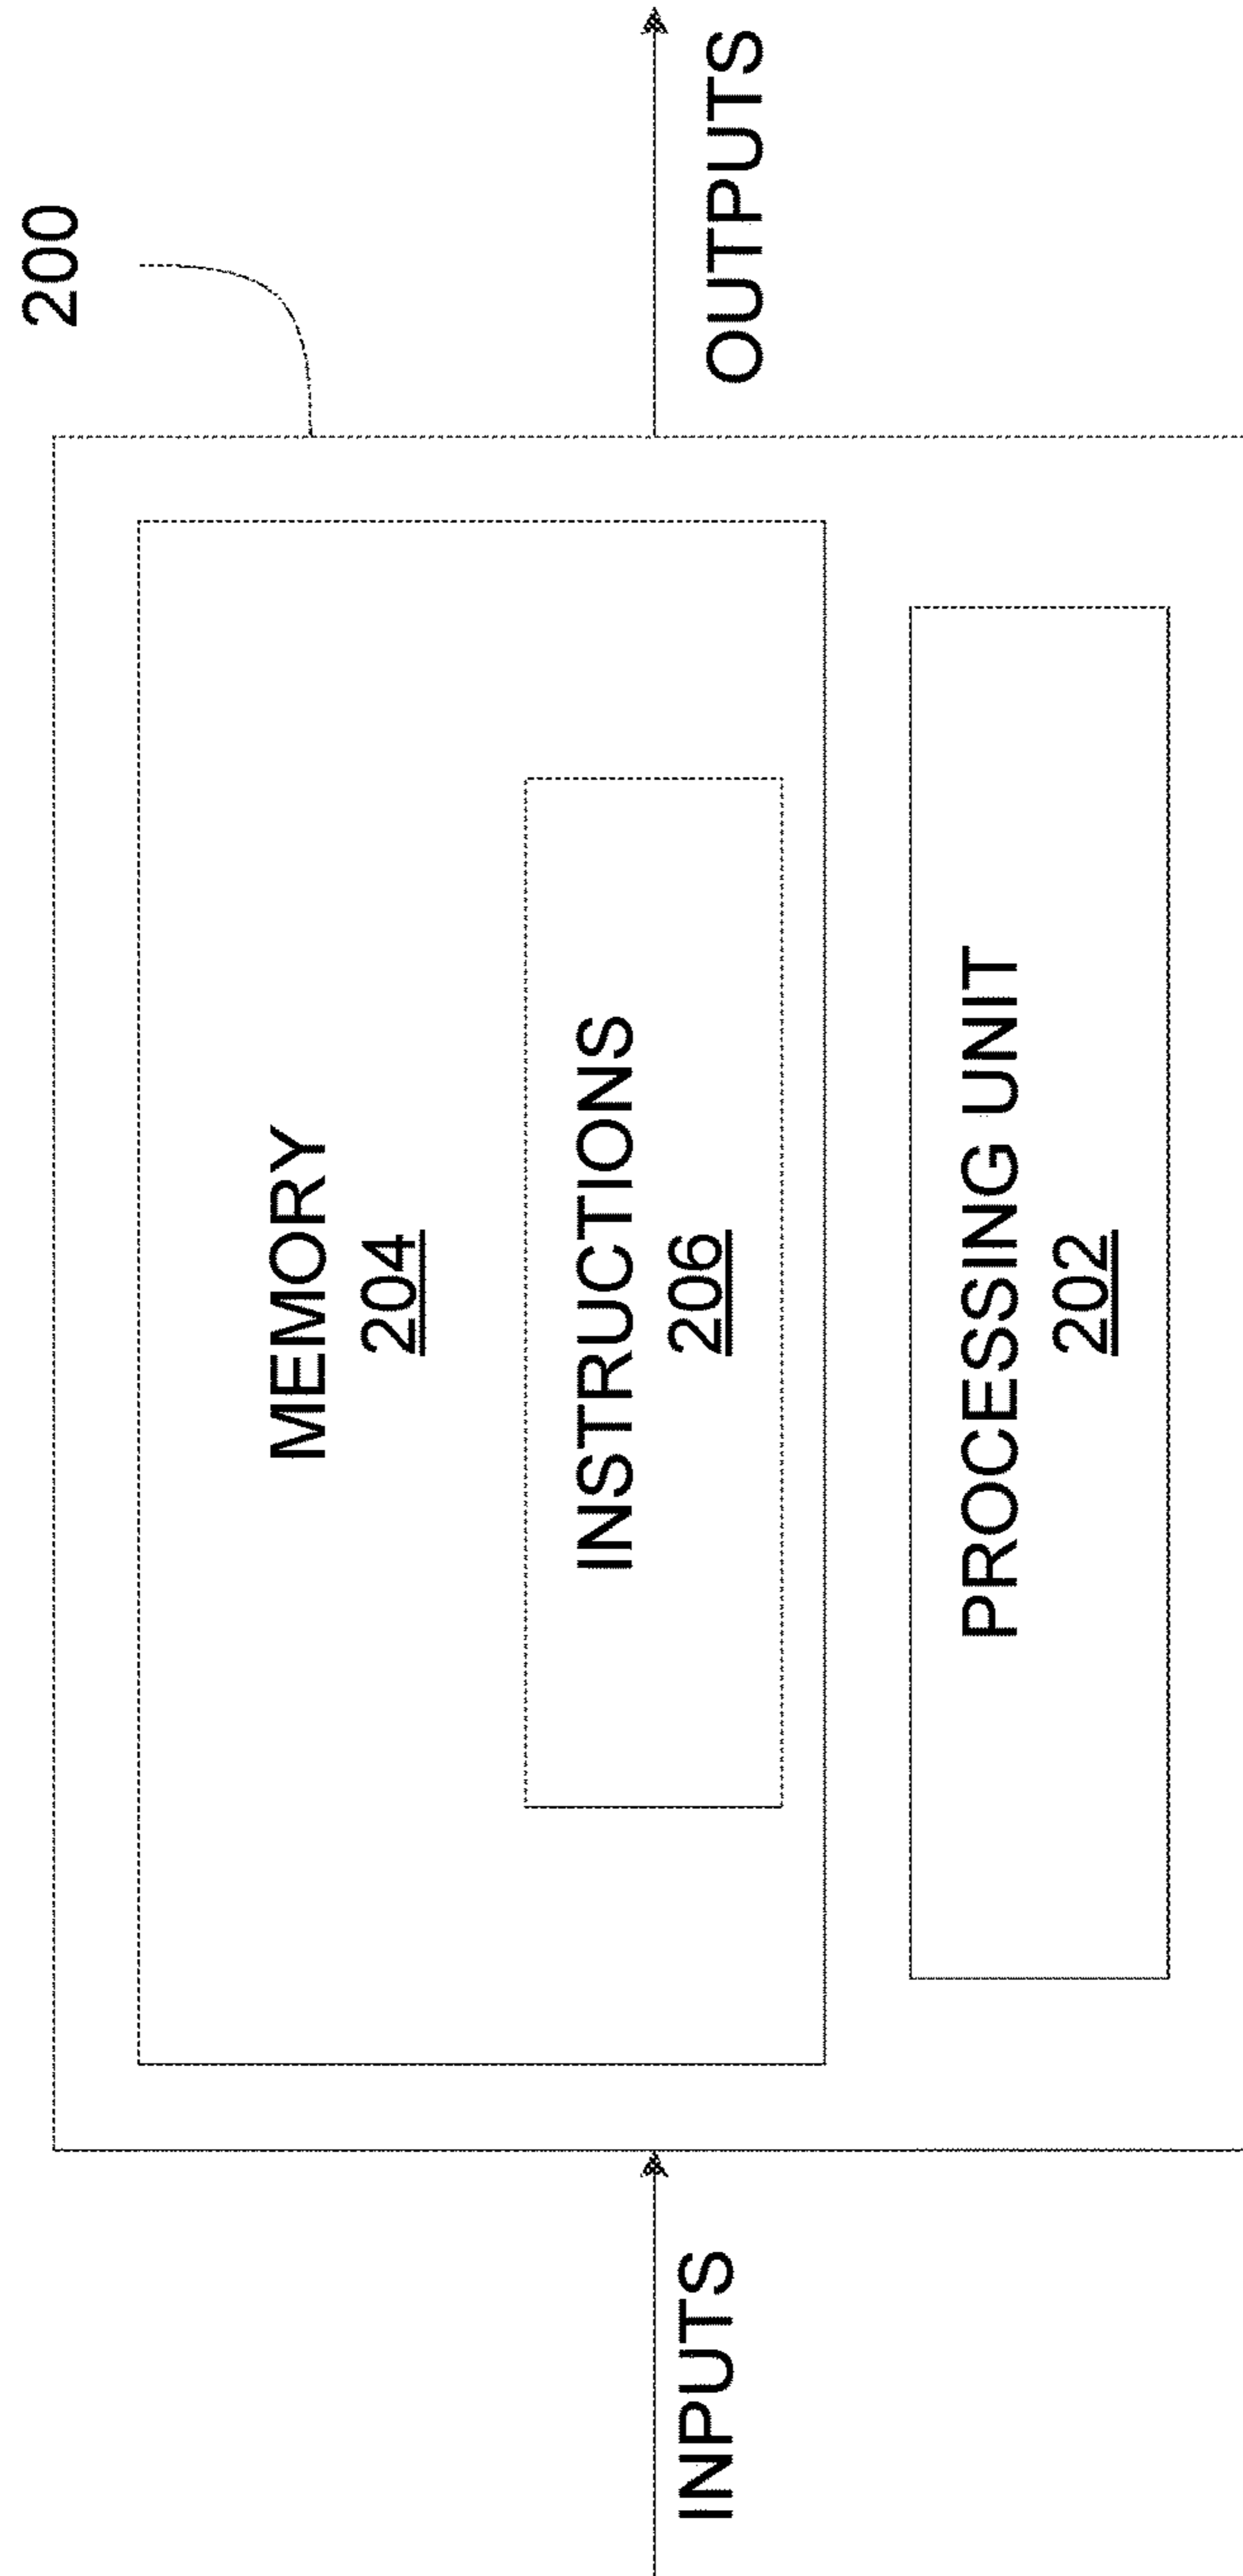 200
MEMORY
204
INSTRUCTIONS
206
INPUTS
OUTPUTS
PROCESSING UNIT
202